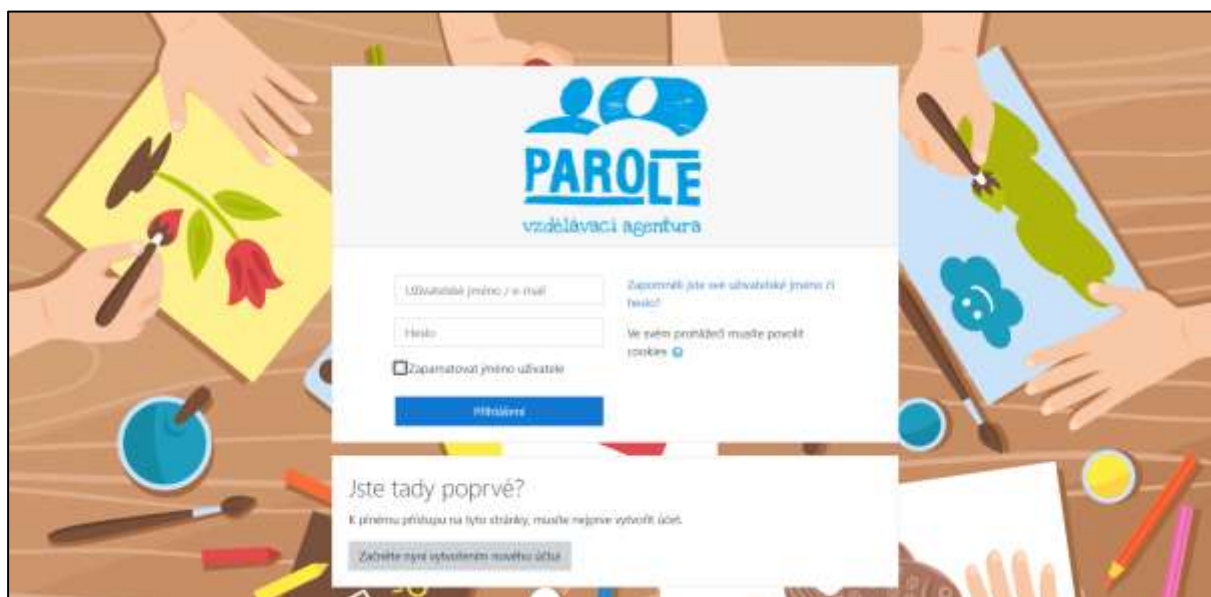 PAROLE
vzdělávací agentura
Uživatelské jméno / e-mail
Zapomněli jste své uživatelské jméno či
heslo?
Heslo
Ve svém prohlížeči musíte povolit
cookies
Zapamatovat jméno uživatele
Přihlášení
Jste tady poprvé?
K plnému přístupu na tyto stránky, musíte nejprve vytvořit účet.
Začněte nyní vytvořením nového účtu!